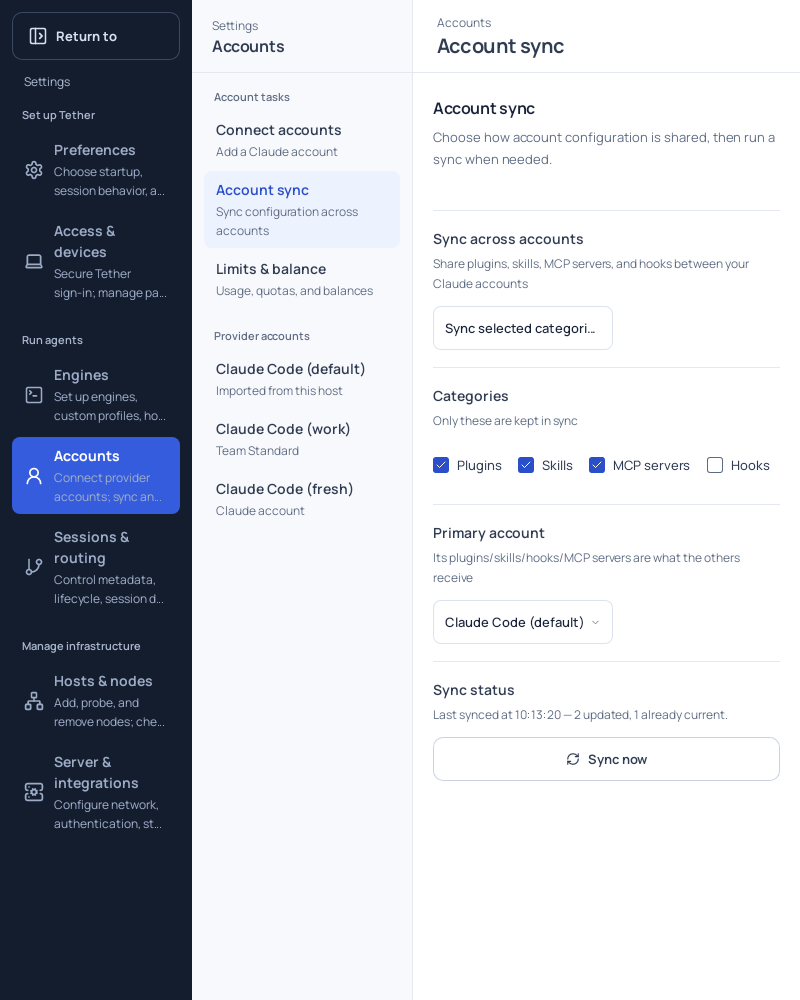 Return to
Settings
Set up Tether
Preferences
Choose startup,
session behavior, a...
Access &
devices
Secure Tether
sign-in; manage pa...
Run agents
Engines
Set up engines,
custom profiles, ho...
Accounts
Connect provider
accounts; sync an...
Sessions &
routing
Control metadata,
lifecycle, session d...
Manage infrastructure
Hosts & nodes
Add, probe, and
remove nodes; che...
Server &
integrations
Configure network,
authentication, st...
Settings
Accounts
Account tasks
Connect accounts
Add a Claude account
Account sync
Sync configuration across
accounts
Limits & balance
Usage, quotas, and balances
Provider accounts
Claude Code (default)
Imported from this host
Claude Code (work)
Team Standard
Claude Code (fresh)
Claude account
Accounts
Account sync
Account sync
Choose how account configuration is shared, then run a
sync when needed.
Sync across accounts
Share plugins, skills, MCP servers, and hooks between your
Claude accounts
Sync selected categori...
Categories
Only these are kept in sync
Plugins Skills MCP servers Hooks
Primary account
Its plugins/skills/hooks/MCP servers are what the others
receive
Claude Code (default)
Sync status
Last synced at 10:13:20 — 2 updated, 1 already current.
Sync now